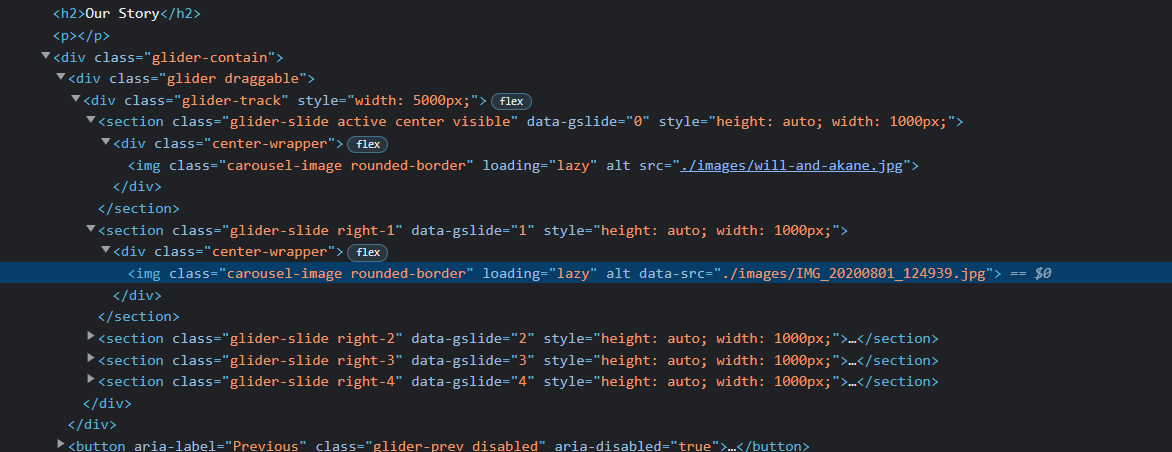 <h2>Our Story</h2>
<p></p>
<div class="glider-contain">
<div class="glider draggable">
<div class="glider-track" style="width: 5000px;"> flex
<section class="glider-slide active center visible" data-gslide="0" style="height: auto; width: 1000px;">
<div class="center-wrapper"> flex
<img class="carousel-image rounded-border" loading="lazy" alt src="./images/will-and-akane.jpg">
</div>
</section>
<section class="glider-slide right-1" data-gslide="1" style="height: auto; width: 1000px;">
<div class="center-wrapper"> flex
<img class="carousel-image rounded-border" loading="lazy" alt data-src="./images/IMG_20200801_124939.jpg"> == $0
</div>
</section>
<section class="glider-slide right-2" data-gslide="2" style="height: auto; width: 1000px;">…</section>
<section class="glider-slide right-3" data-gslide="3" style="height: auto; width: 1000px;">…</section>
<section class="glider-slide right-4" data-gslide="4" style="height: auto; width: 1000px;">…</section>
</div>
</div>
<button aria-label="Previous" class="glider-prev disabled" aria-disabled="true">…</button>